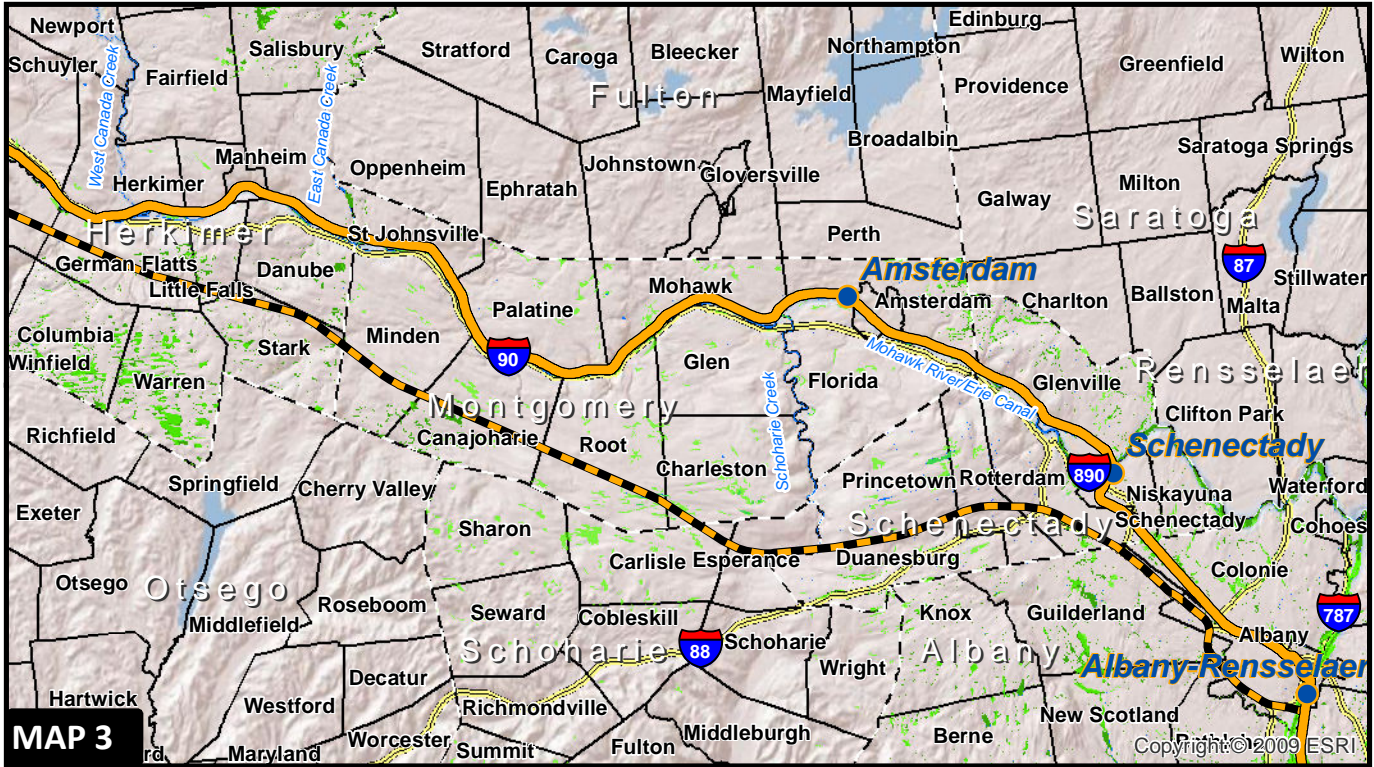 Newport
Edinburg
Salisbury
Stratford
Caroga
Bleecker
Northampton
Wilton
Schuyler
Fairfield
Greenfield
West Canada Creek
East Canada Creek
Fulton
Mayfield
Providence
Broadalbin
Manheim
Oppenheim
Johnstown
Gloversville
Saratoga Springs
Herkimer
Ephratah
Milton
Galway
Saratoga
Herkimer
St Johnsville
Perth
German Flatts
Danube
Amsterdam
87
Stillwater
Little Falls
Mohawk
Amsterdam
Charlton
Ballston
Malta
Palatine
Columbia
Minden
Winfield
Stark
90
Glen
Mohawk River/Erie Canal
Rensselaer
Warren
Florida
Glenville
Schoharie Creek
Montgomery
Clifton Park
Richfield
Canajoharie
Root
Schenectady
Charleston
890
Springfield
Cherry Valley
Princetown
Rotterdam
Niskayuna
Waterford
Exeter
Sharon
Schenectady
Schenectady
Cohoes
Carlisle
Esperance
Duanesburg
Colonie
Otsego
Otsego
Roseboom
Seward
Cobleskill
Knox
Guilderland
787
Middlefield
Schoharie
88
Schoharie
Albany
Albany
Wright
Albany-Rensselaer
Decatur
Hartwick
Westford
Richmondville
New Scotland
MAP 3
Worcester
Middleburgh
Berne
Maryland
Summit
Fulton
Copyright:© 2009 ESRI